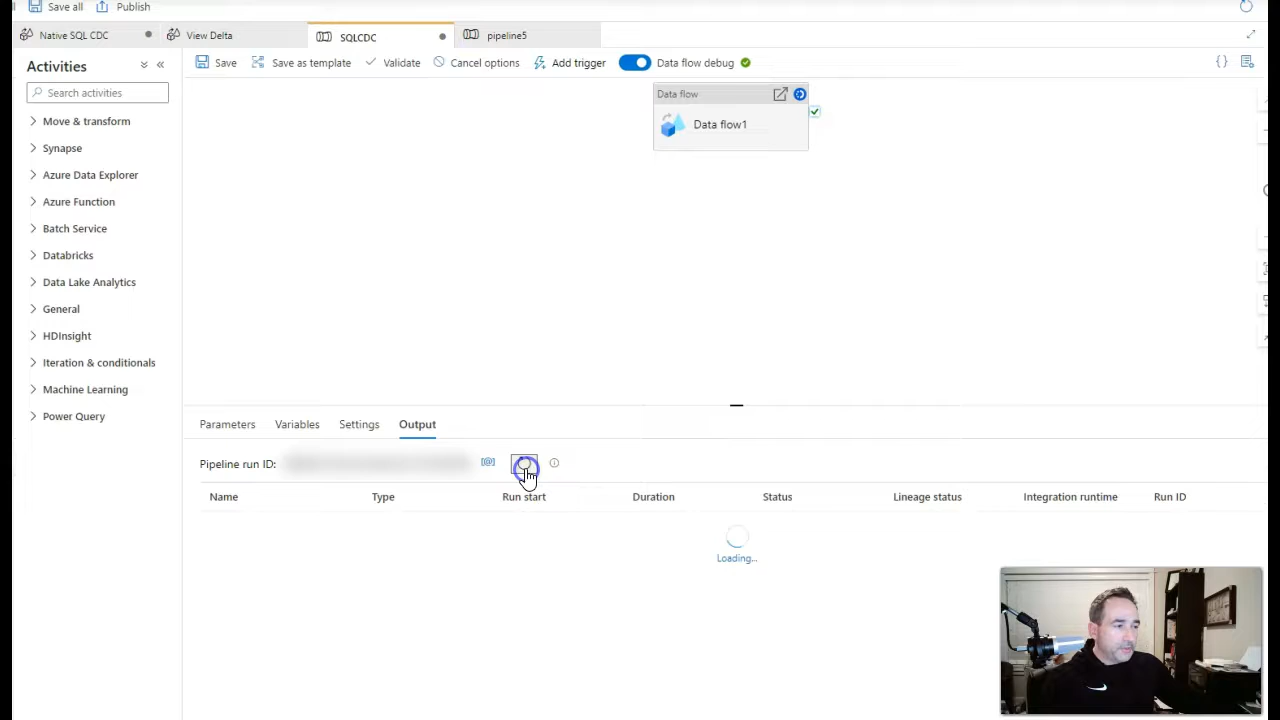 Save all Publish
Native SQL CDC View Delta SQLCDC pipeline5
Activities
Save Save as template Validate Cancel options Add trigger Data flow debug
Search activities
Data flow
Data flow1
Move & transform
Synapse
Azure Data Explorer
Azure Function
Batch Service
Databricks
Data Lake Analytics
General
HDInsight
Iteration & conditionals
Machine Learning
Power Query
Parameters Variables Settings Output
Pipeline run ID:
Name Type Run start Duration Status Lineage status Integration runtime Run ID
Loading...